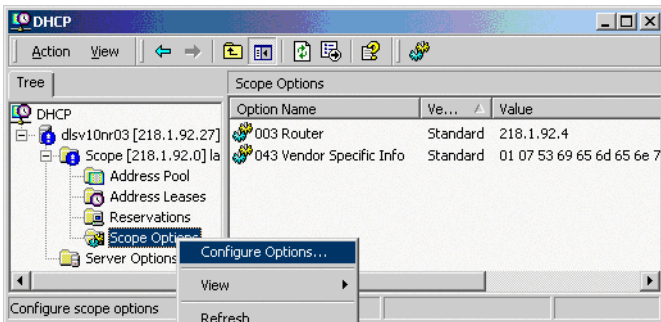 DHCP
Action View
Tree
Scope Options
DHCP
dlsv10nr03 [218.1.92.27]
Scope [218.1.92.0] la
Address Pool
Address Leases
Reservations
Scope Options
Server Options
Option Name Ve... Value
003 Router Standard 218.1.92.4
043 Vendor Specific Info Standard 01 07 53 69 65 6d 65 6e 7
Configure Options...
View
Refresh
Configure scope options